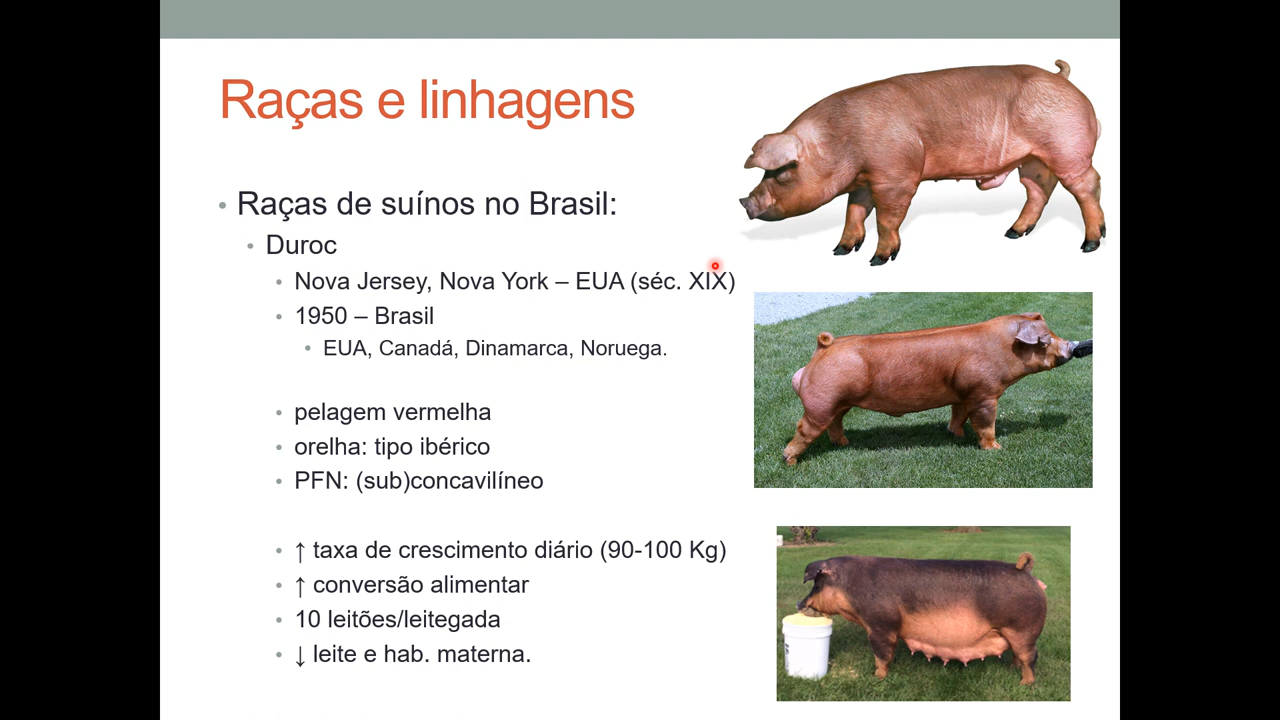 Raças e linhagens
• Raças de suínos no Brasil:
• Duroc
• Nova Jersey, Nova York – EUA (séc. XIX)
• 1950 – Brasil
• EUA, Canadá, Dinamarca, Noruega.
• pelagem vermelha
• orelha: tipo ibérico
• PFN: (sub)concavilíneo
• ↑ taxa de crescimento diário (90-100 Kg)
• ↑ conversão alimentar
• 10 leitões/leitegada
• ↓ leite e hab. materna.